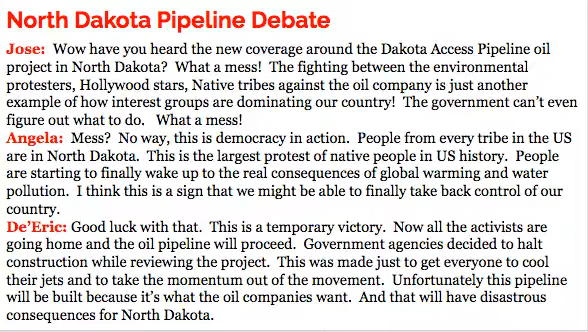 North Dakota Pipeline Debate
Jose:  Wow have you heard the new coverage around the Dakota Access Pipeline oil
project in North Dakota?  What a mess!  The fighting between the environmental
protesters, Hollywood stars, Native tribes against the oil company is just another
example of how interest groups are dominating our country!  The government can't even
figure out what to do.   What a mess!
Angela:  Mess?  No way, this is democracy in action.  People from every tribe in the US
are in North Dakota.  This is the largest protest of native people in US history.  People
are starting to finally wake up to the real consequences of global warming and water
pollution.  I think this is a sign that we might be able to finally take back control of our
country.
De'Eric: Good luck with that.  This is a temporary victory.  Now all the activists are
going home and the oil pipeline will proceed.  Government agencies decided to halt
construction while reviewing the project.  This was made just to get everyone to cool
their jets and to take the momentum out of the movement.  Unfortunately this pipeline
will be built because it's what the oil companies want.  And that will have disastrous
consequences for North Dakota.